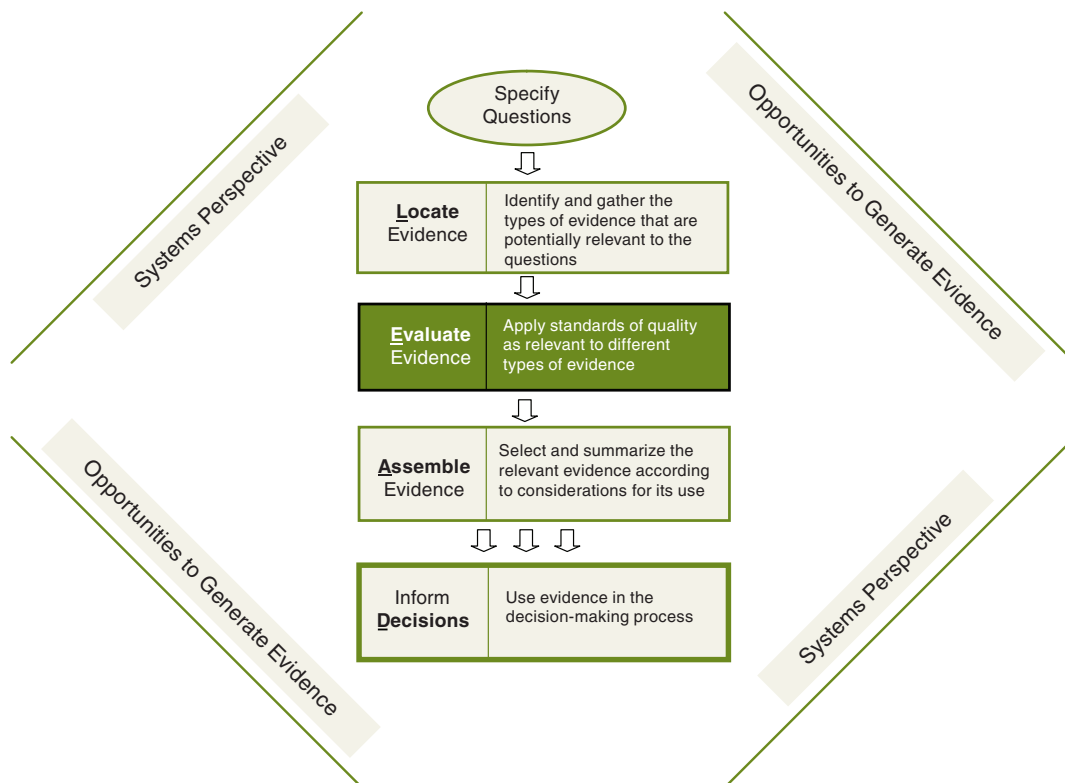 Specify
Questions
Systems Perspective
Opportunities to Generate Evidence
Locate
Evidence
Identify and gather the
types of evidence that are
potentially relevant to the
questions
Evaluate
Evidence
Apply standards of quality
as relevant to different
types of evidence
Assemble
Evidence
Select and summarize the
relevant evidence according
to considerations for its use
Opportunities to Generate Evidence
Systems Perspective
Inform
Decisions
Use evidence in the
decision-making process